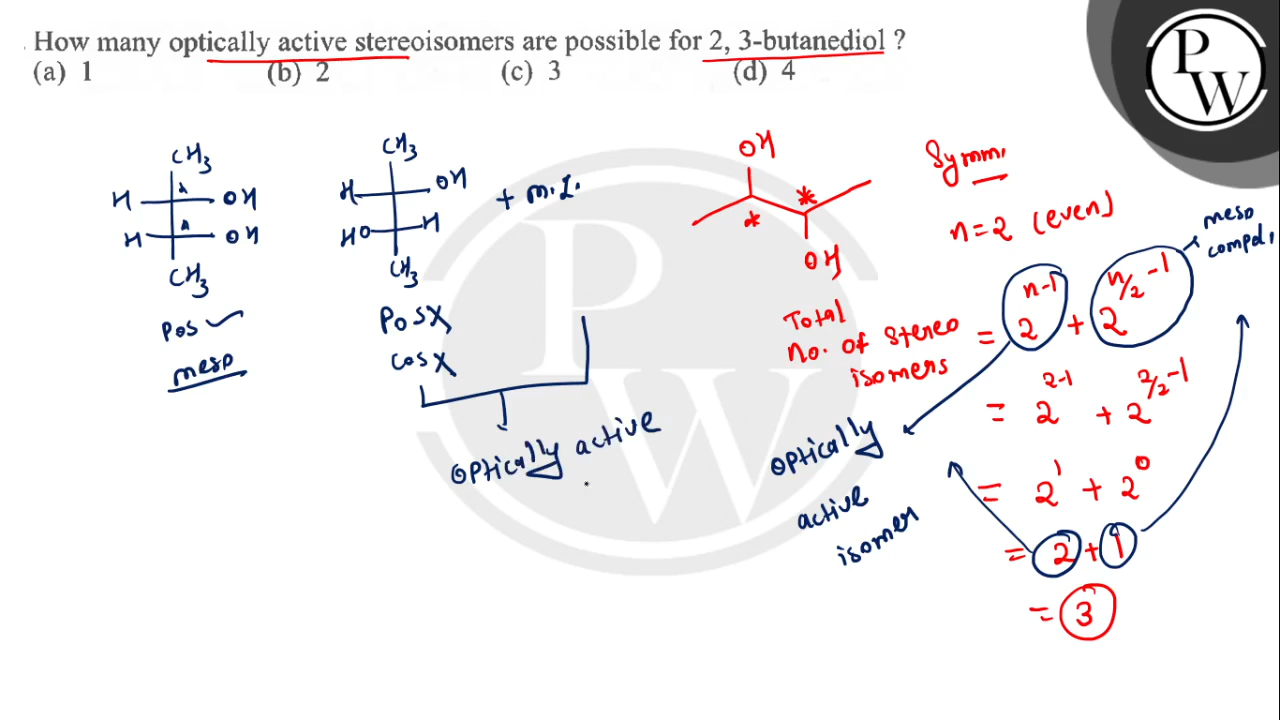 How many optically active stereoisomers are possible for 2, 3-butanediol ?
(a) 1 (b) 2 (c) 3 (d) 4
PW
CH3
H OH
H OH
CH3
POS ✓
meso
CH3
H OH
HO H
CH3
POS X
COS X
+ m.I.
optically active
OH
* *
OH
Symm.
n=2 (even)
meso
compd.
Total
No. of stereo
isomers
= 2^(n-1) + 2^(n/2-1)
= 2^(2-1) + 2^(2/2-1)
= 2^1 + 2^0
= 2 + 1
= 3
optically
active
isomer
PW